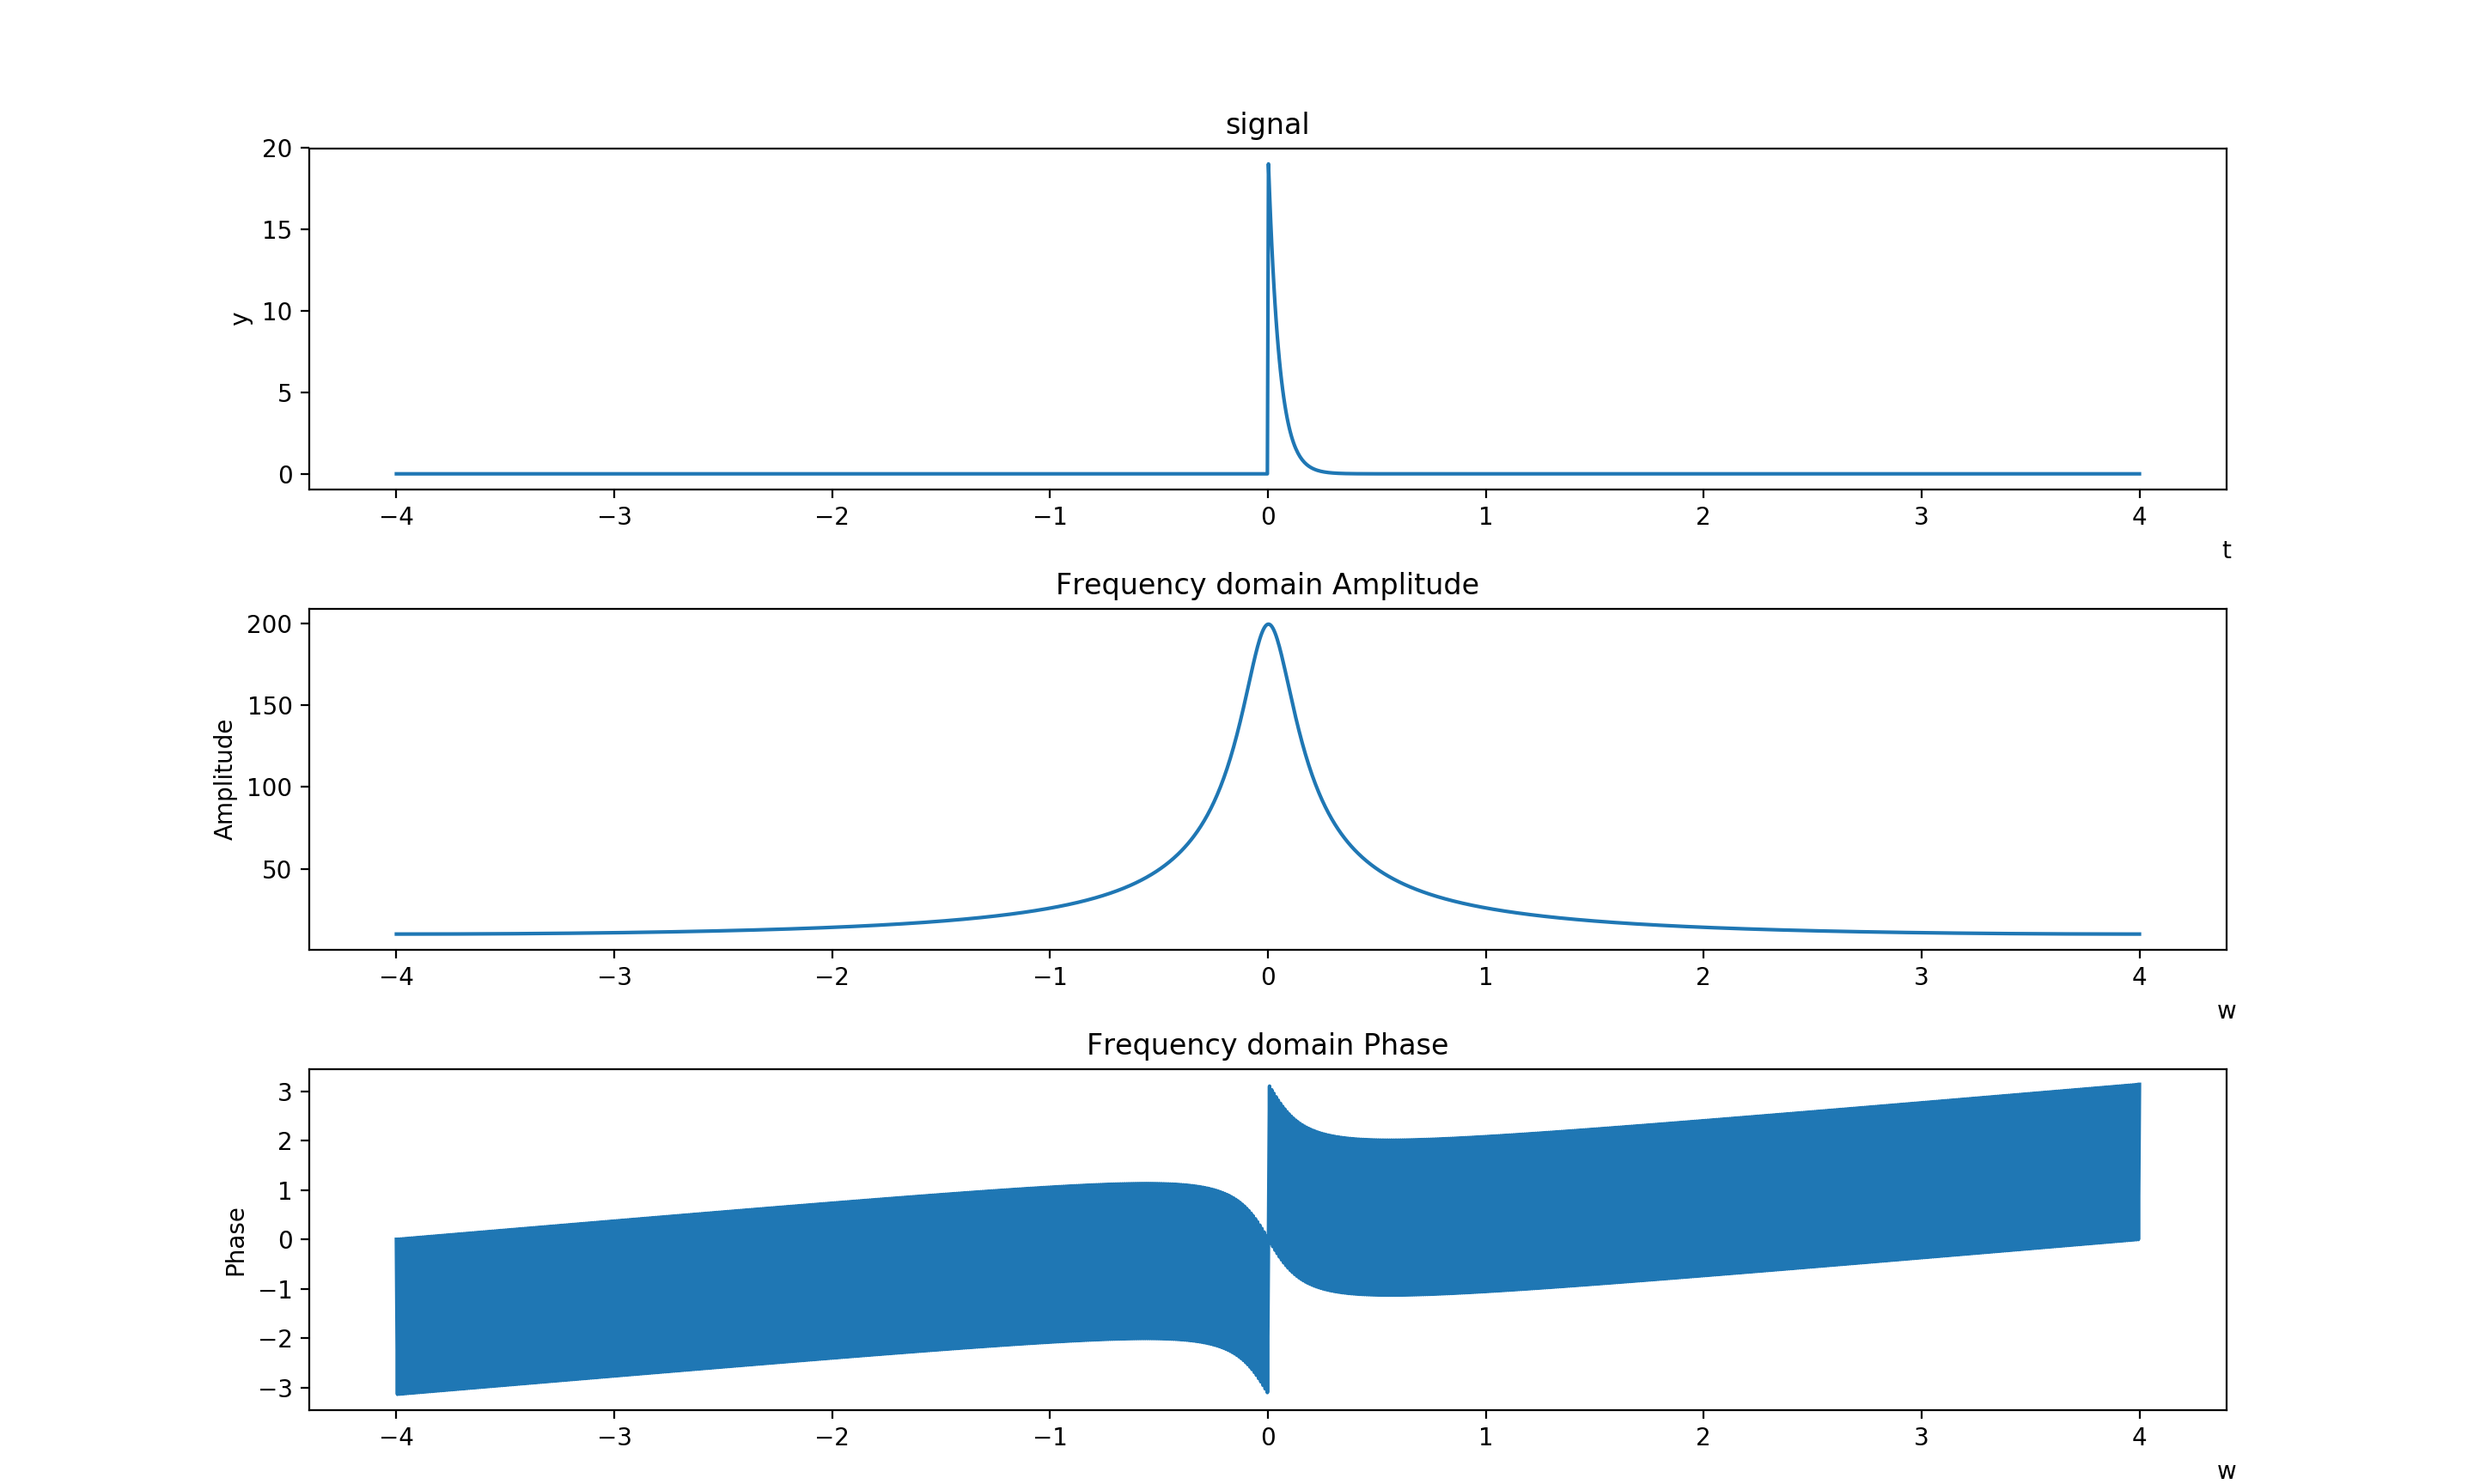 signal
20
15
10
5
0
y
−4 −3 −2 −1 0 1 2 3 4
t
Frequency domain Amplitude
200
150
100
50
Amplitude
−4 −3 −2 −1 0 1 2 3 4
w
Frequency domain Phase
3
2
1
0
−1
−2
−3
Phase
−4 −3 −2 −1 0 1 2 3 4
w